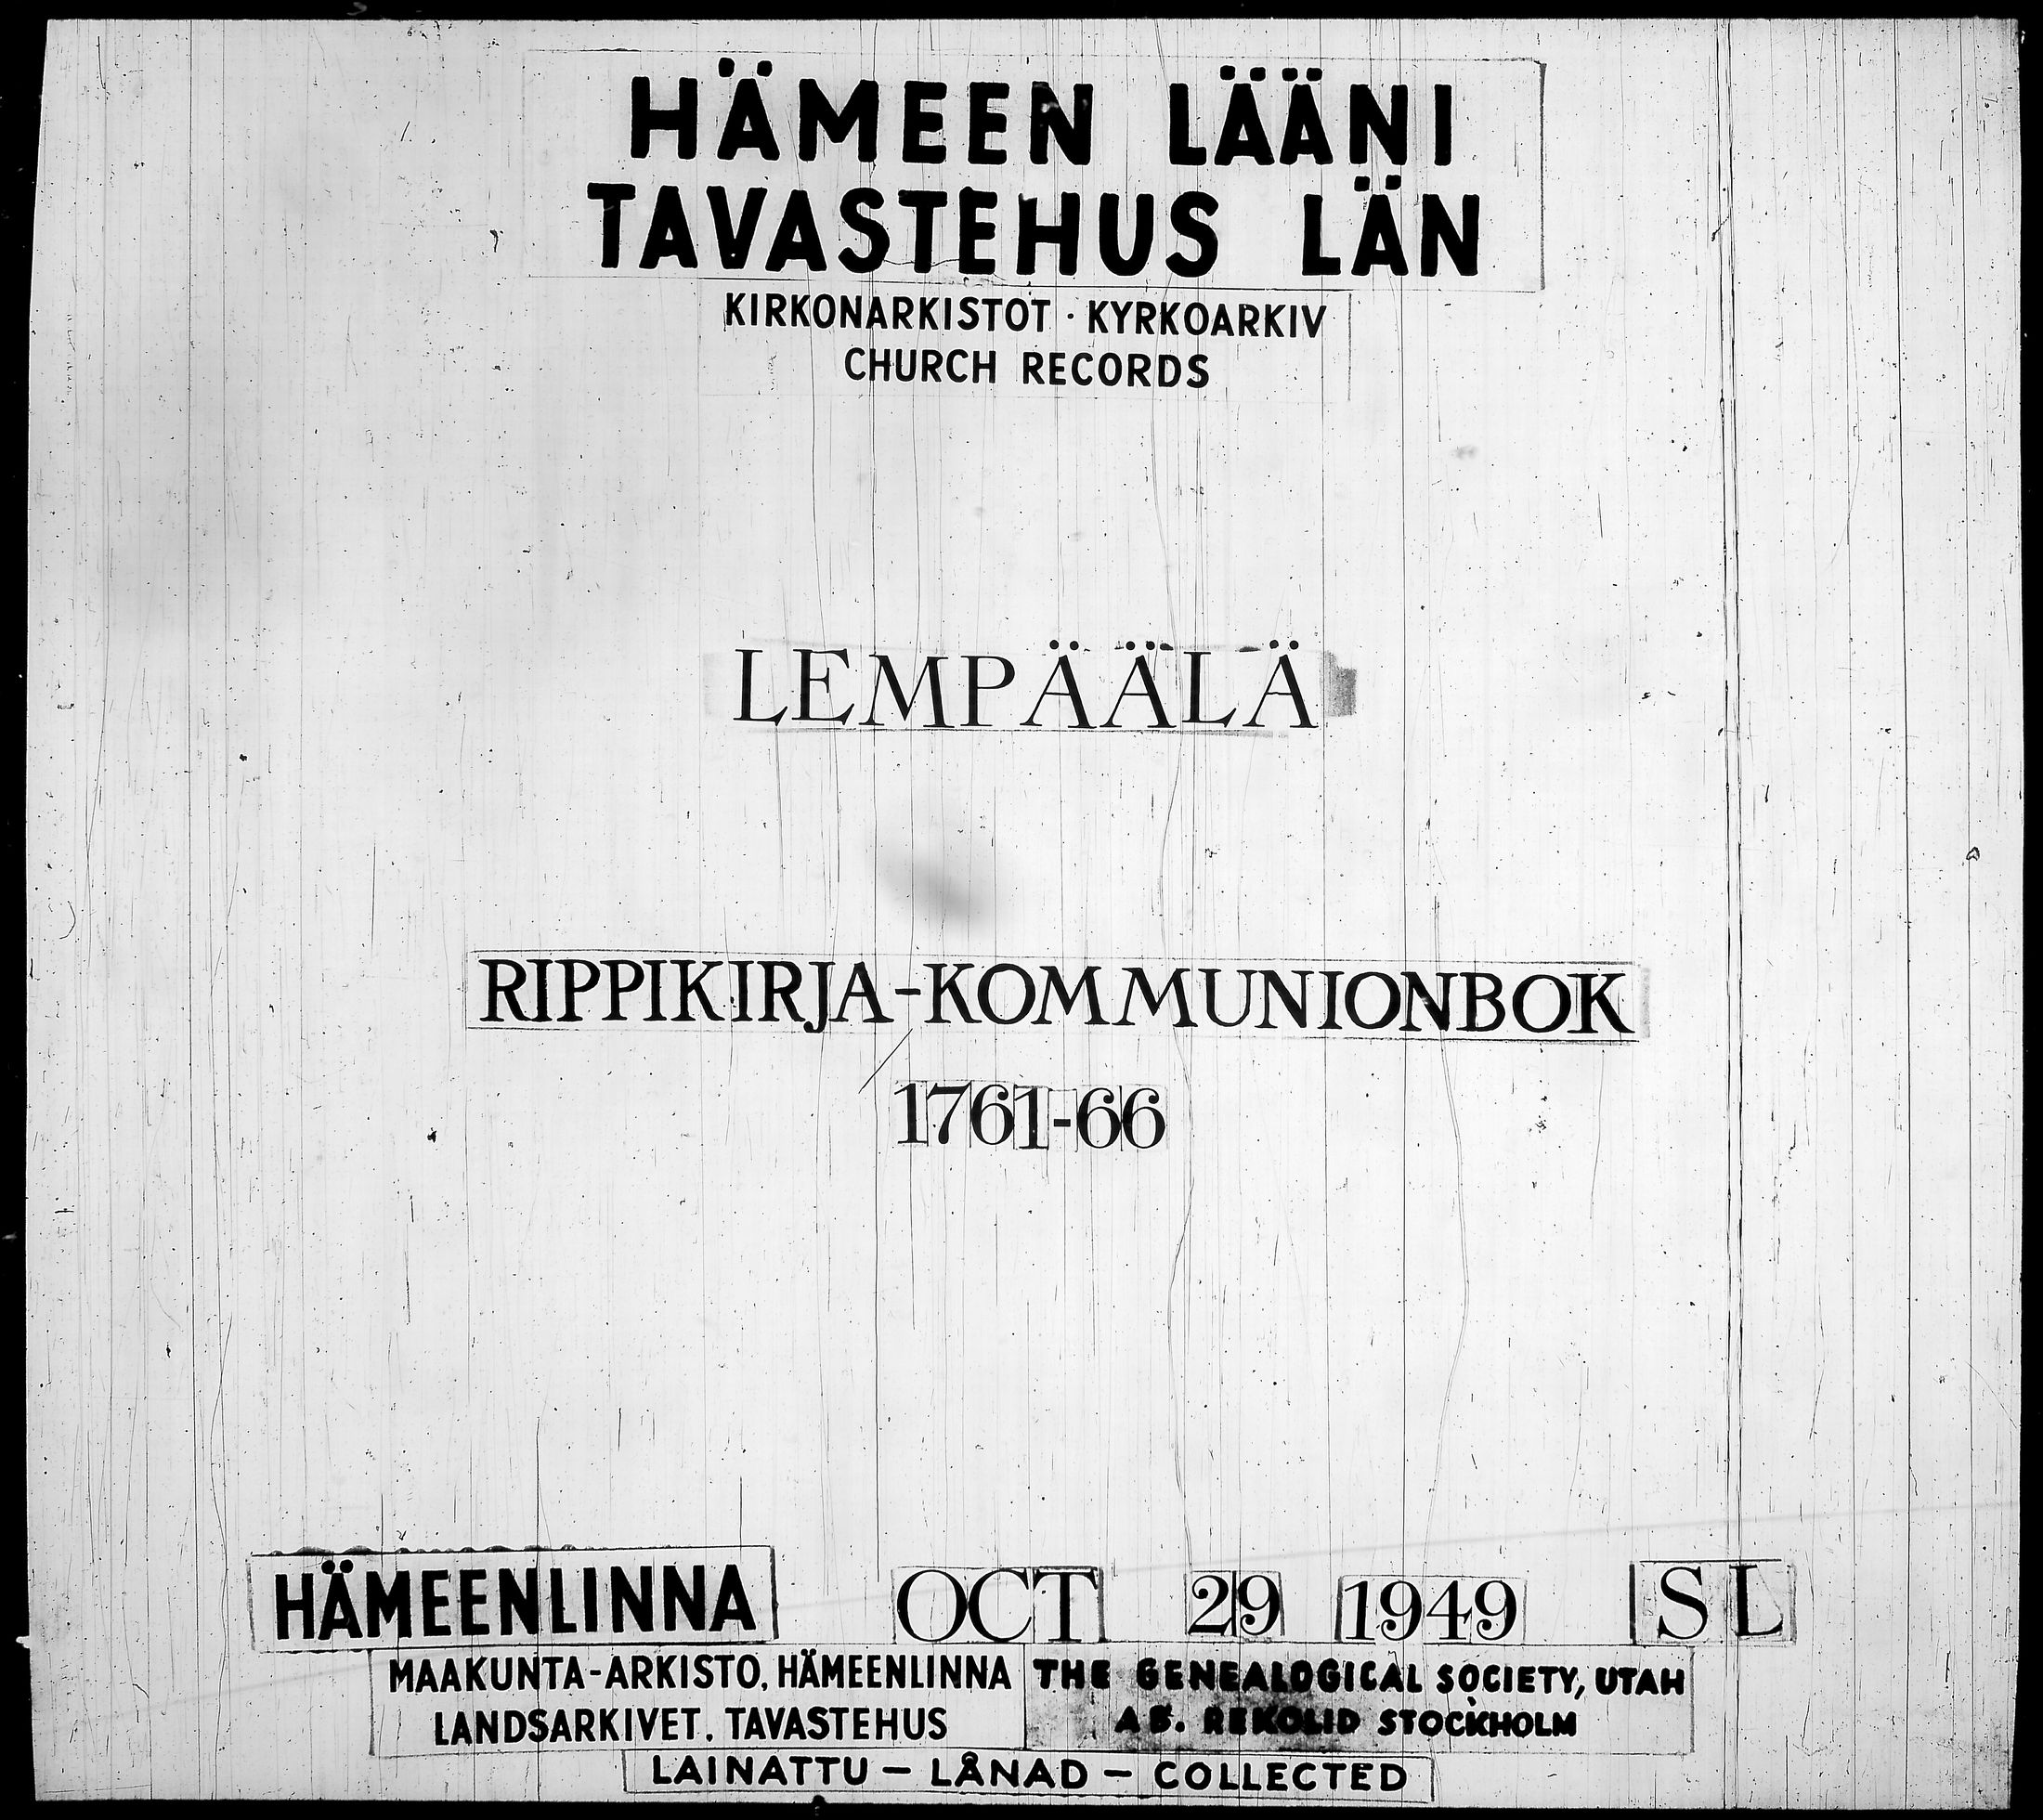 HÄMEEN LÄÄNI
TAVASTEHUS LÄN
KIRKONARKISTOT · KYRKOARKIV
CHURCH RECORDS
LEMPÄÄLÄ
RIPPIKIRJA-KOMMUNIONBOK
1761-66
HÄMEENLINNA OCT 29 1949 SL
MAAKUNTA-ARKISTO, HÄMEENLINNA
LANDSARKIVET, TAVASTEHUS
THE GENEALOGICAL SOCIETY, UTAH
AB. REKOLID STOCKHOLM
LAINATTU — LÅNAD — COLLECTED